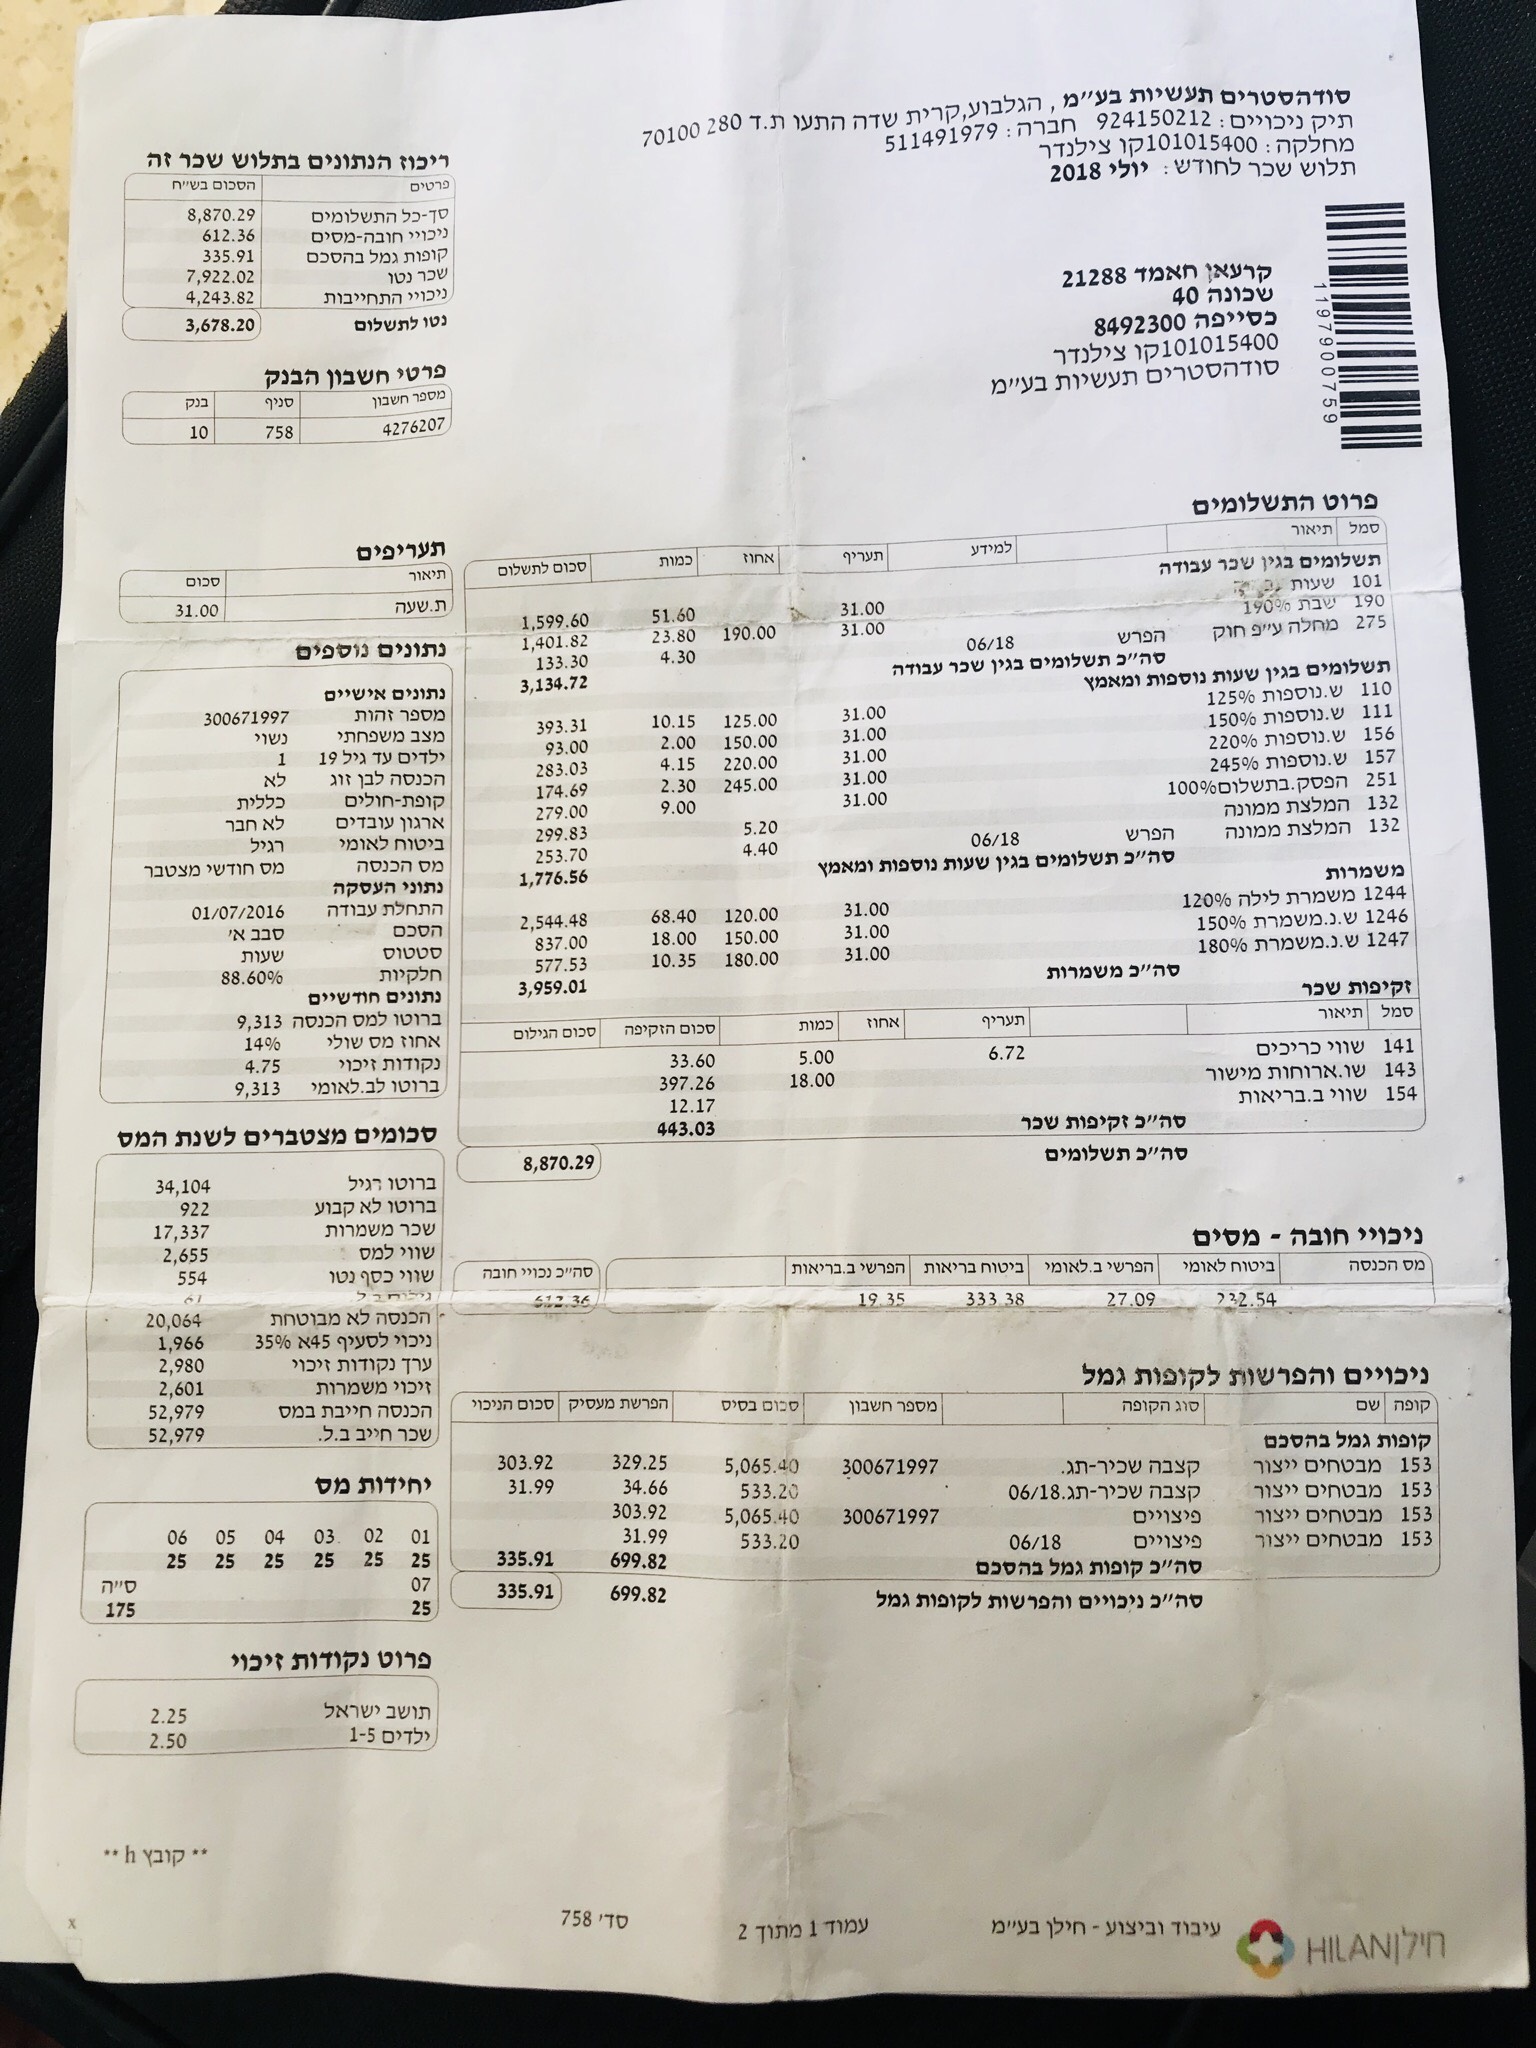 סודהסטרים תעשיות בע״מ , הגלבוע,קרית שדה התעו ת.ד 280 70100
תיק ניכויים: 924150212 חברה: 511491979
מחלקה: 101015400קו צילנדר
תלוש שכר לחודש: יולי 2018
119790075​9
קרעאן חאמד 21288
שכונה 40
כסייפה 8492300
101015400קו צילנדר
סודהסטרים תעשיות בע״מ
ריכוז הנתונים בתלוש שכר זה
פרטים הסכום בש״ח
סך-כל התשלומים 8,870.29
ניכויי חובה-מסים 612.36
קופות גמל בהסכם 335.91
שכר נטו 7,922.02
ניכויי התחייבות 4,243.82
נטו לתשלום 3,678.20
פרטי חשבון הבנק
מספר חשבון סניף בנק
4276207 758 10
פרוט התשלומים
סמל תיאור למידע תעריף אחוז כמות סכום לתשלום
תשלומים בגין שכר עבודה
101 שעות 31.00 51.60 1,599.60
190 שבת 190% 31.00 190.00 23.80 1,401.82
275 מחלה ע״פ חוק הפרש 06/18 4.30 133.30
סה״כ תשלומים בגין שכר עבודה 3,134.72
תשלומים בגין שעות נוספות ומאמץ
110 ש.נוספות 125% 31.00 125.00 10.15 393.31
111 ש.נוספות 150% 31.00 150.00 2.00 93.00
156 ש.נוספות 220% 31.00 220.00 4.15 283.03
157 ש.נוספות 245% 31.00 245.00 2.30 174.69
251 הפסק.בתשלום100% 31.00 9.00 279.00
132 המלצת ממונה 5.20 299.83
132 המלצת ממונה הפרש 06/18 4.40 253.70
סה״כ תשלומים בגין שעות נוספות ומאמץ 1,776.56
משמרות
1244 משמרת לילה 120% 31.00 120.00 68.40 2,544.48
1246 ש.נ.משמרת 150% 31.00 150.00 18.00 837.00
1247 ש.נ.משמרת 180% 31.00 180.00 10.35 577.53
סה״כ משמרות 3,959.01
זקיפות שכר
סמל תיאור תעריף אחוז כמות סכום הזקיפה סכום הגילום
141 שווי כריכים 6.72 5.00 33.60
143 שו.ארוחות מישור 18.00 397.26
154 שווי ב.בריאות 12.17
סה״כ זקיפות שכר 443.03
סה״כ תשלומים 8,870.29
ניכויי חובה - מסים
מס הכנסה ביטוח לאומי הפרשי ב.לאומי ביטוח בריאות הפרשי ב.בריאות סה״כ נכויי חובה
232.54 27.09 333.38 19.35 612.36
ניכויים והפרשות לקופות גמל
קופה שם סוג הקופה מספר חשבון סכום בסיס הפרשת מעסיק סכום הניכוי
קופות גמל בהסכם
153 מבטחים ייצור קצבה שכיר-תג. 300671997 5,065.40 329.25 303.92
153 מבטחים ייצור קצבה שכיר-תג.06/18 533.20 34.66 31.99
153 מבטחים ייצור פיצויים 300671997 5,065.40 303.92
153 מבטחים ייצור פיצויים 06/18 533.20 31.99
סה״כ קופות גמל בהסכם 699.82 335.91
סה״כ ניכויים והפרשות לקופות גמל 699.82 335.91
תעריפים
תיאור סכום
ת.שעה 31.00
נתונים נוספים
נתונים אישיים
מספר זהות 300671997
מצב משפחתי נשוי
ילדים עד גיל 19 1
הכנסה לבן זוג לא
קופת-חולים כללית
ארגון עובדים לא חבר
ביטוח לאומי רגיל
מס הכנסה מס חודשי מצטבר
נתוני העסקה
התחלת עבודה 01/07/2016
הסכם סבב א׳
סטטוס שעות
חלקיות 88.60%
נתונים חודשיים
ברוטו למס הכנסה 9,313
אחוז מס שולי 14%
נקודות זיכוי 4.75
ברוטו לב.לאומי 9,313
סכומים מצטברים לשנת המס
ברוטו רגיל 34,104
ברוטו לא קבוע 922
שכר משמרות 17,337
שווי למס 2,655
שווי כסף נטו 554
גילום ב.ל 61
הכנסה לא מבוטחת 20,064
ניכוי לסעיף 45א 35% 1,966
ערך נקודות זיכוי 2,980
זיכוי משמרות 2,601
הכנסה חייבת במס 52,979
שכר חייב ב.ל. 52,979
יחידות מס
01 02 03 04 05 06
25 25 25 25 25 25
07 ס״ה
25 175
פרוט נקודות זיכוי
תושב ישראל 2.25
ילדים 1-5 2.50
** קובץ h **
חילן HILAN
עיבוד וביצוע - חילן בע״מ
עמוד 1 מתוך 2
סד׳ 758
x